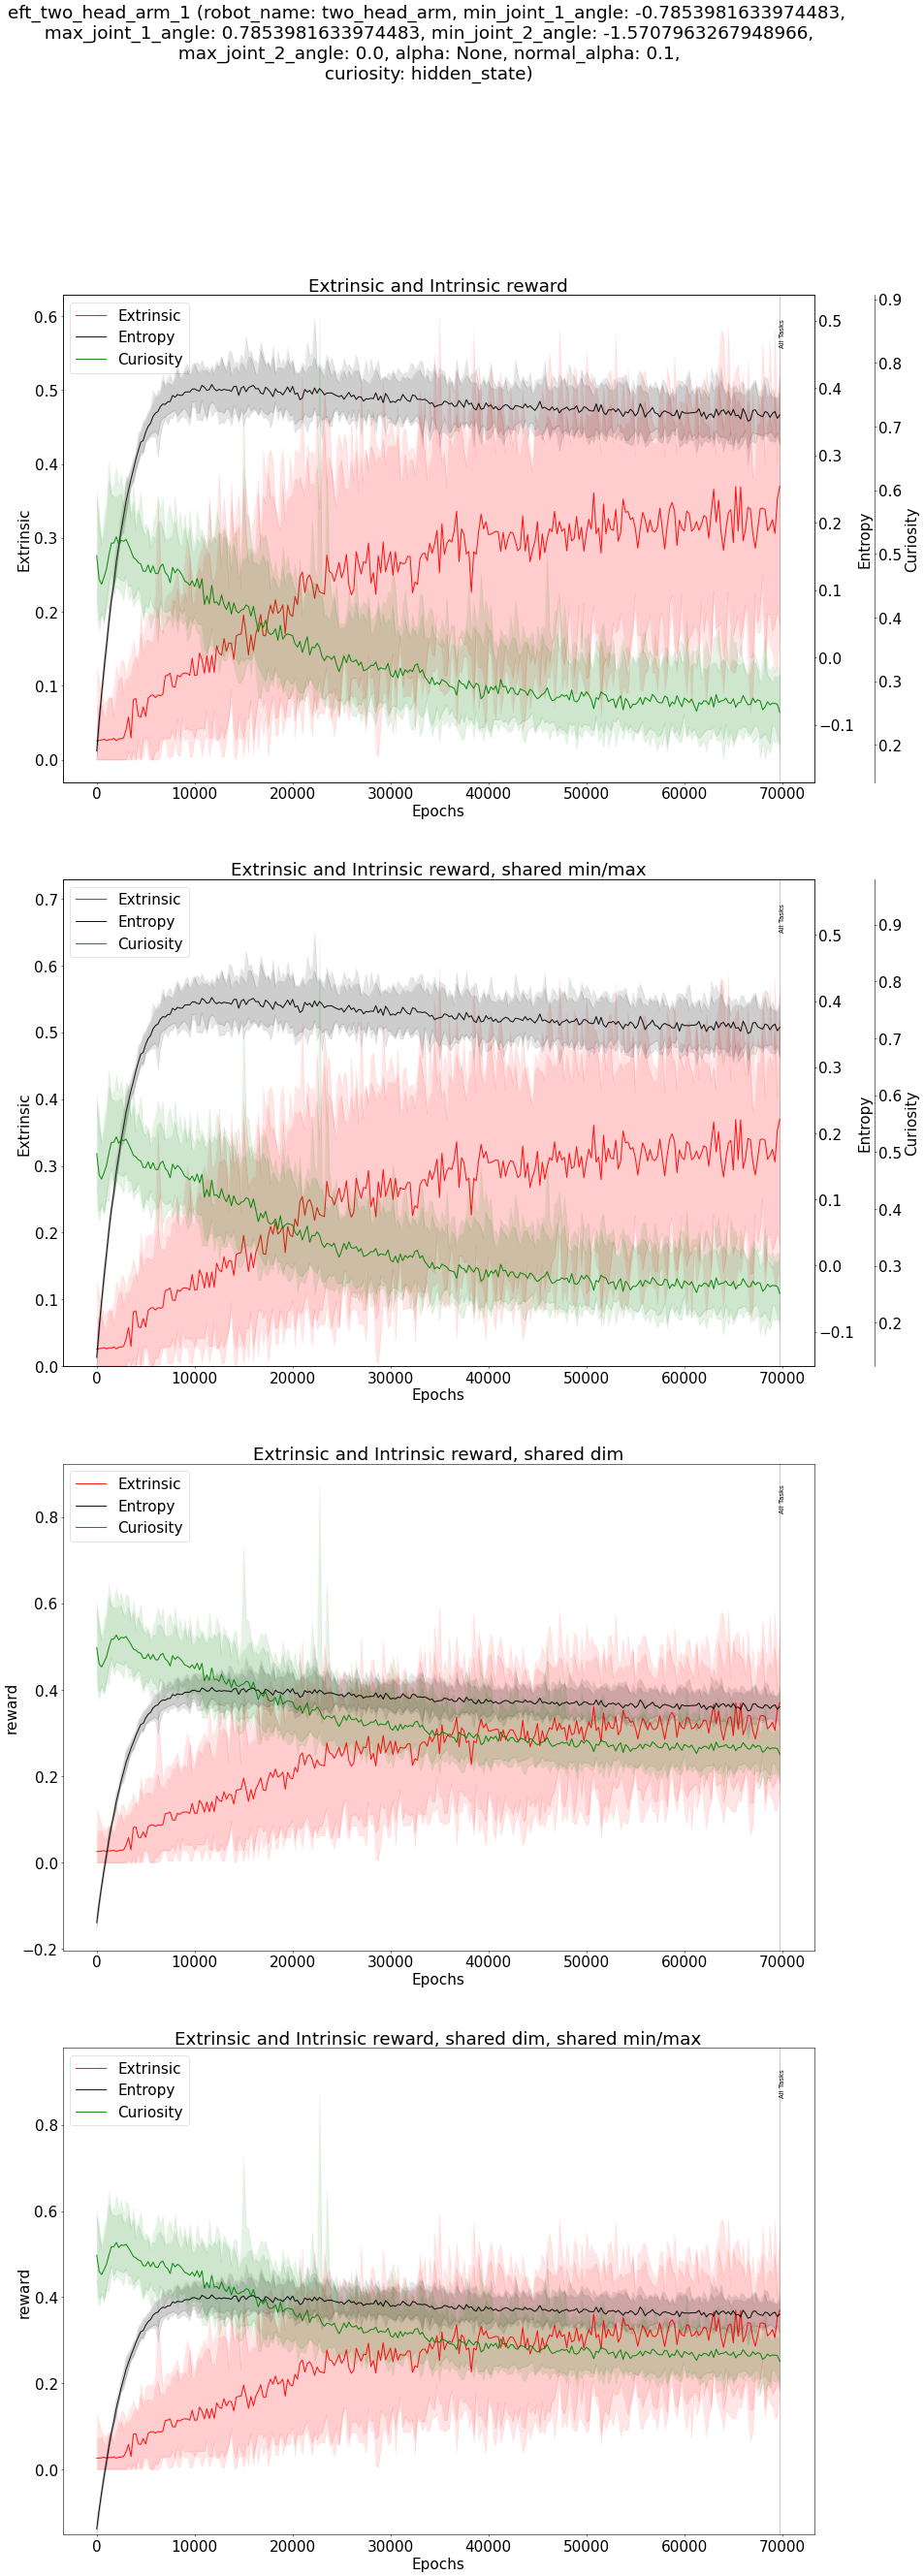 eft_two_head_arm_1 (robot_name: two_head_arm, min_joint_1_angle: -0.7853981633974483,
max_joint_1_angle: 0.7853981633974483, min_joint_2_angle: -1.5707963267948966,
max_joint_2_angle: 0.0, alpha: None, normal_alpha: 0.1,
curiosity: hidden_state)
Extrinsic and Intrinsic reward
Extrinsic
Entropy
Curiosity
All Tasks
0.6
0.5
0.4
0.3
0.2
0.1
0.0
Extrinsic
0.5
0.4
0.3
0.2
0.1
0.0
−0.1
Entropy
0.9
0.8
0.7
0.6
0.5
0.4
0.3
0.2
Curiosity
0 10000 20000 30000 40000 50000 60000 70000
Epochs
Extrinsic and Intrinsic reward, shared min/max
Extrinsic
Entropy
Curiosity
All Tasks
0.7
0.6
0.5
0.4
0.3
0.2
0.1
0.0
Extrinsic
0.5
0.4
0.3
0.2
0.1
0.0
−0.1
Entropy
0.9
0.8
0.7
0.6
0.5
0.4
0.3
0.2
Curiosity
0 10000 20000 30000 40000 50000 60000 70000
Epochs
Extrinsic and Intrinsic reward, shared dim
Extrinsic
Entropy
Curiosity
All Tasks
0.8
0.6
0.4
0.2
0.0
−0.2
reward
0 10000 20000 30000 40000 50000 60000 70000
Epochs
Extrinsic and Intrinsic reward, shared dim, shared min/max
Extrinsic
Entropy
Curiosity
All Tasks
0.8
0.6
0.4
0.2
0.0
reward
0 10000 20000 30000 40000 50000 60000 70000
Epochs